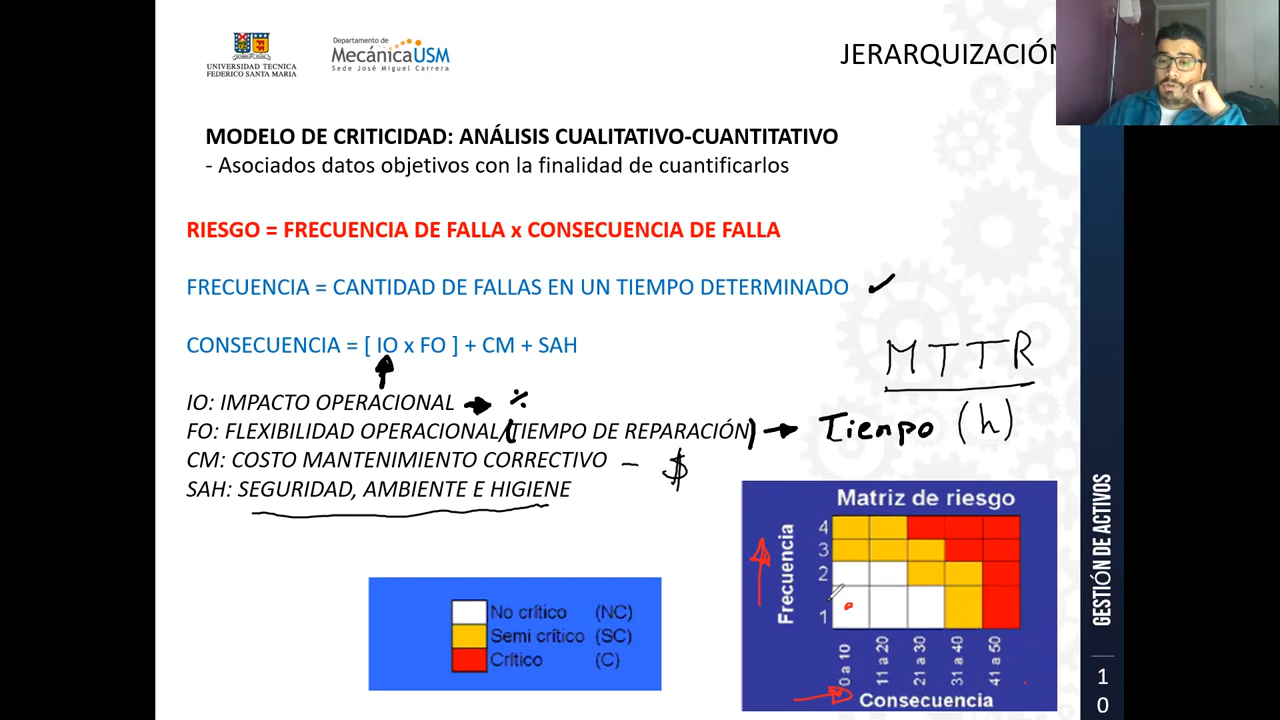 UNIVERSIDAD TECNICA
FEDERICO SANTA MARIA
Departamento de
MecánicaUSM
Sede José Miguel Carrera
JERARQUIZACIÓN
MODELO DE CRITICIDAD: ANÁLISIS CUALITATIVO-CUANTITATIVO
- Asociados datos objetivos con la finalidad de cuantificarlos
RIESGO = FRECUENCIA DE FALLA x CONSECUENCIA DE FALLA
FRECUENCIA = CANTIDAD DE FALLAS EN UN TIEMPO DETERMINADO
CONSECUENCIA = [ IO x FO ] + CM + SAH
MTTR
IO: IMPACTO OPERACIONAL %
FO: FLEXIBILIDAD OPERACIONAL/(TIEMPO DE REPARACIÓN) Tiempo (h)
CM: COSTO MANTENIMIENTO CORRECTIVO – $
SAH: SEGURIDAD, AMBIENTE E HIGIENE
No crítico (NC)
Semi crítico (SC)
Crítico (C)
Matriz de riesgo
Frecuencia
4
3
2
1
0 a 10
11 a 20
21 a 30
31 a 40
41 a 50
Consecuencia
GESTIÓN DE ACTIVOS
1
0